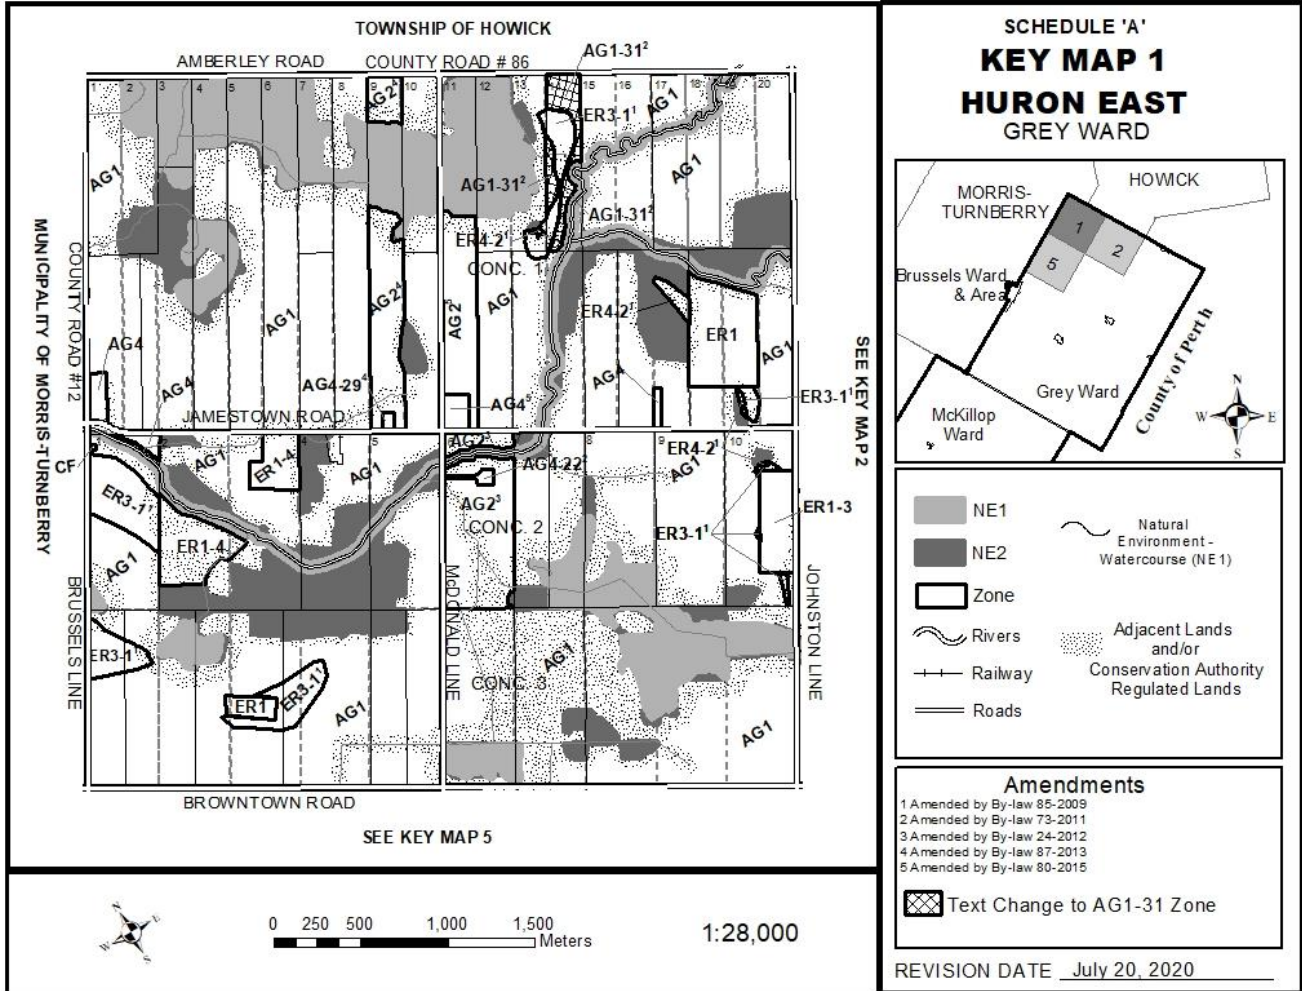 TOWNSHIP OF HOWICK
AG1-31²
AMBERLEY ROAD
COUNTY ROAD # 86
1 2 3 4 5 6 7 8 10 11 12 13 15 16 17 18 20
AG2⁴
AG1
ER3-1¹
AG1
AG1
AG1-31²
AG1-31²
ER4-2¹
CONC. 1
MUNICIPALITY OF MORRIS-TURNBERRY
COUNTY ROAD #12
AG1
AG2⁴
AG2⁵
AG1
ER4-2¹
ER1
AG1
SEE KEY MAP 2
AG4
AG4
AG4-29⁴
AG4⁵
AG4
ER3-1¹
JAMESTOWN ROAD
4 5 8 9 10
CF
AG1
ER1-4
AG1
AG2³
AG4-22²
ER4-2¹
AG1
ER3-1¹
AG2³
CONC. 2
ER1-3
ER1-4
ER3-1¹
AG1
BRUSSELS LINE
McDONALD LINE
JOHNSTON LINE
ER3-1¹
AG1
CONC. 3
ER1
ER3-1¹
AG1
AG1
BROWNTOWN ROAD
SEE KEY MAP 5
N
W E
S
0 250 500 1,000 1,500
Meters
1:28,000
SCHEDULE 'A'
KEY MAP 1
HURON EAST
GREY WARD
MORRIS-
TURNBERRY
HOWICK
1
2
5
Brussels Ward
& Area
County of Perth
Grey Ward
McKillop
Ward
N
W E
S
NE1
NE2
Zone
Rivers
Railway
Roads
Natural
Environment -
Watercourse (NE1)
Adjacent Lands
and/or
Conservation Authority
Regulated Lands
Amendments
1 Amended by By-law 85-2009
2 Amended by By-law 73-2011
3 Amended by By-law 24-2012
4 Amended by By-law 87-2013
5 Amended by By-law 80-2015
Text Change to AG1-31 Zone
REVISION DATE July 20, 2020